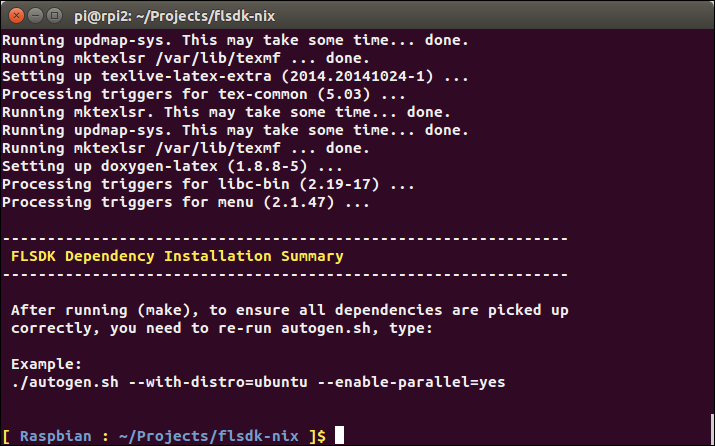 pi@rpi2: ~/Projects/flsdk-nix
Running updmap-sys. This may take some time... done.
Running mktexlsr /var/lib/texmf ... done.
Setting up texlive-latex-extra (2014.20141024-1) ...
Processing triggers for tex-common (5.03) ...
Running mktexlsr. This may take some time... done.
Running updmap-sys. This may take some time... done.
Running mktexlsr /var/lib/texmf ... done.
Setting up doxygen-latex (1.8.8-5) ...
Processing triggers for libc-bin (2.19-17) ...
Processing triggers for menu (2.1.47) ...
---------------------------------------------------------------
FLSDK Dependency Installation Summary
---------------------------------------------------------------
After running (make), to ensure all dependencies are picked up
correctly, you need to re-run autogen.sh, type:
Example:
./autogen.sh --with-distro=ubuntu --enable-parallel=yes
[ Raspbian : ~/Projects/flsdk-nix ]$